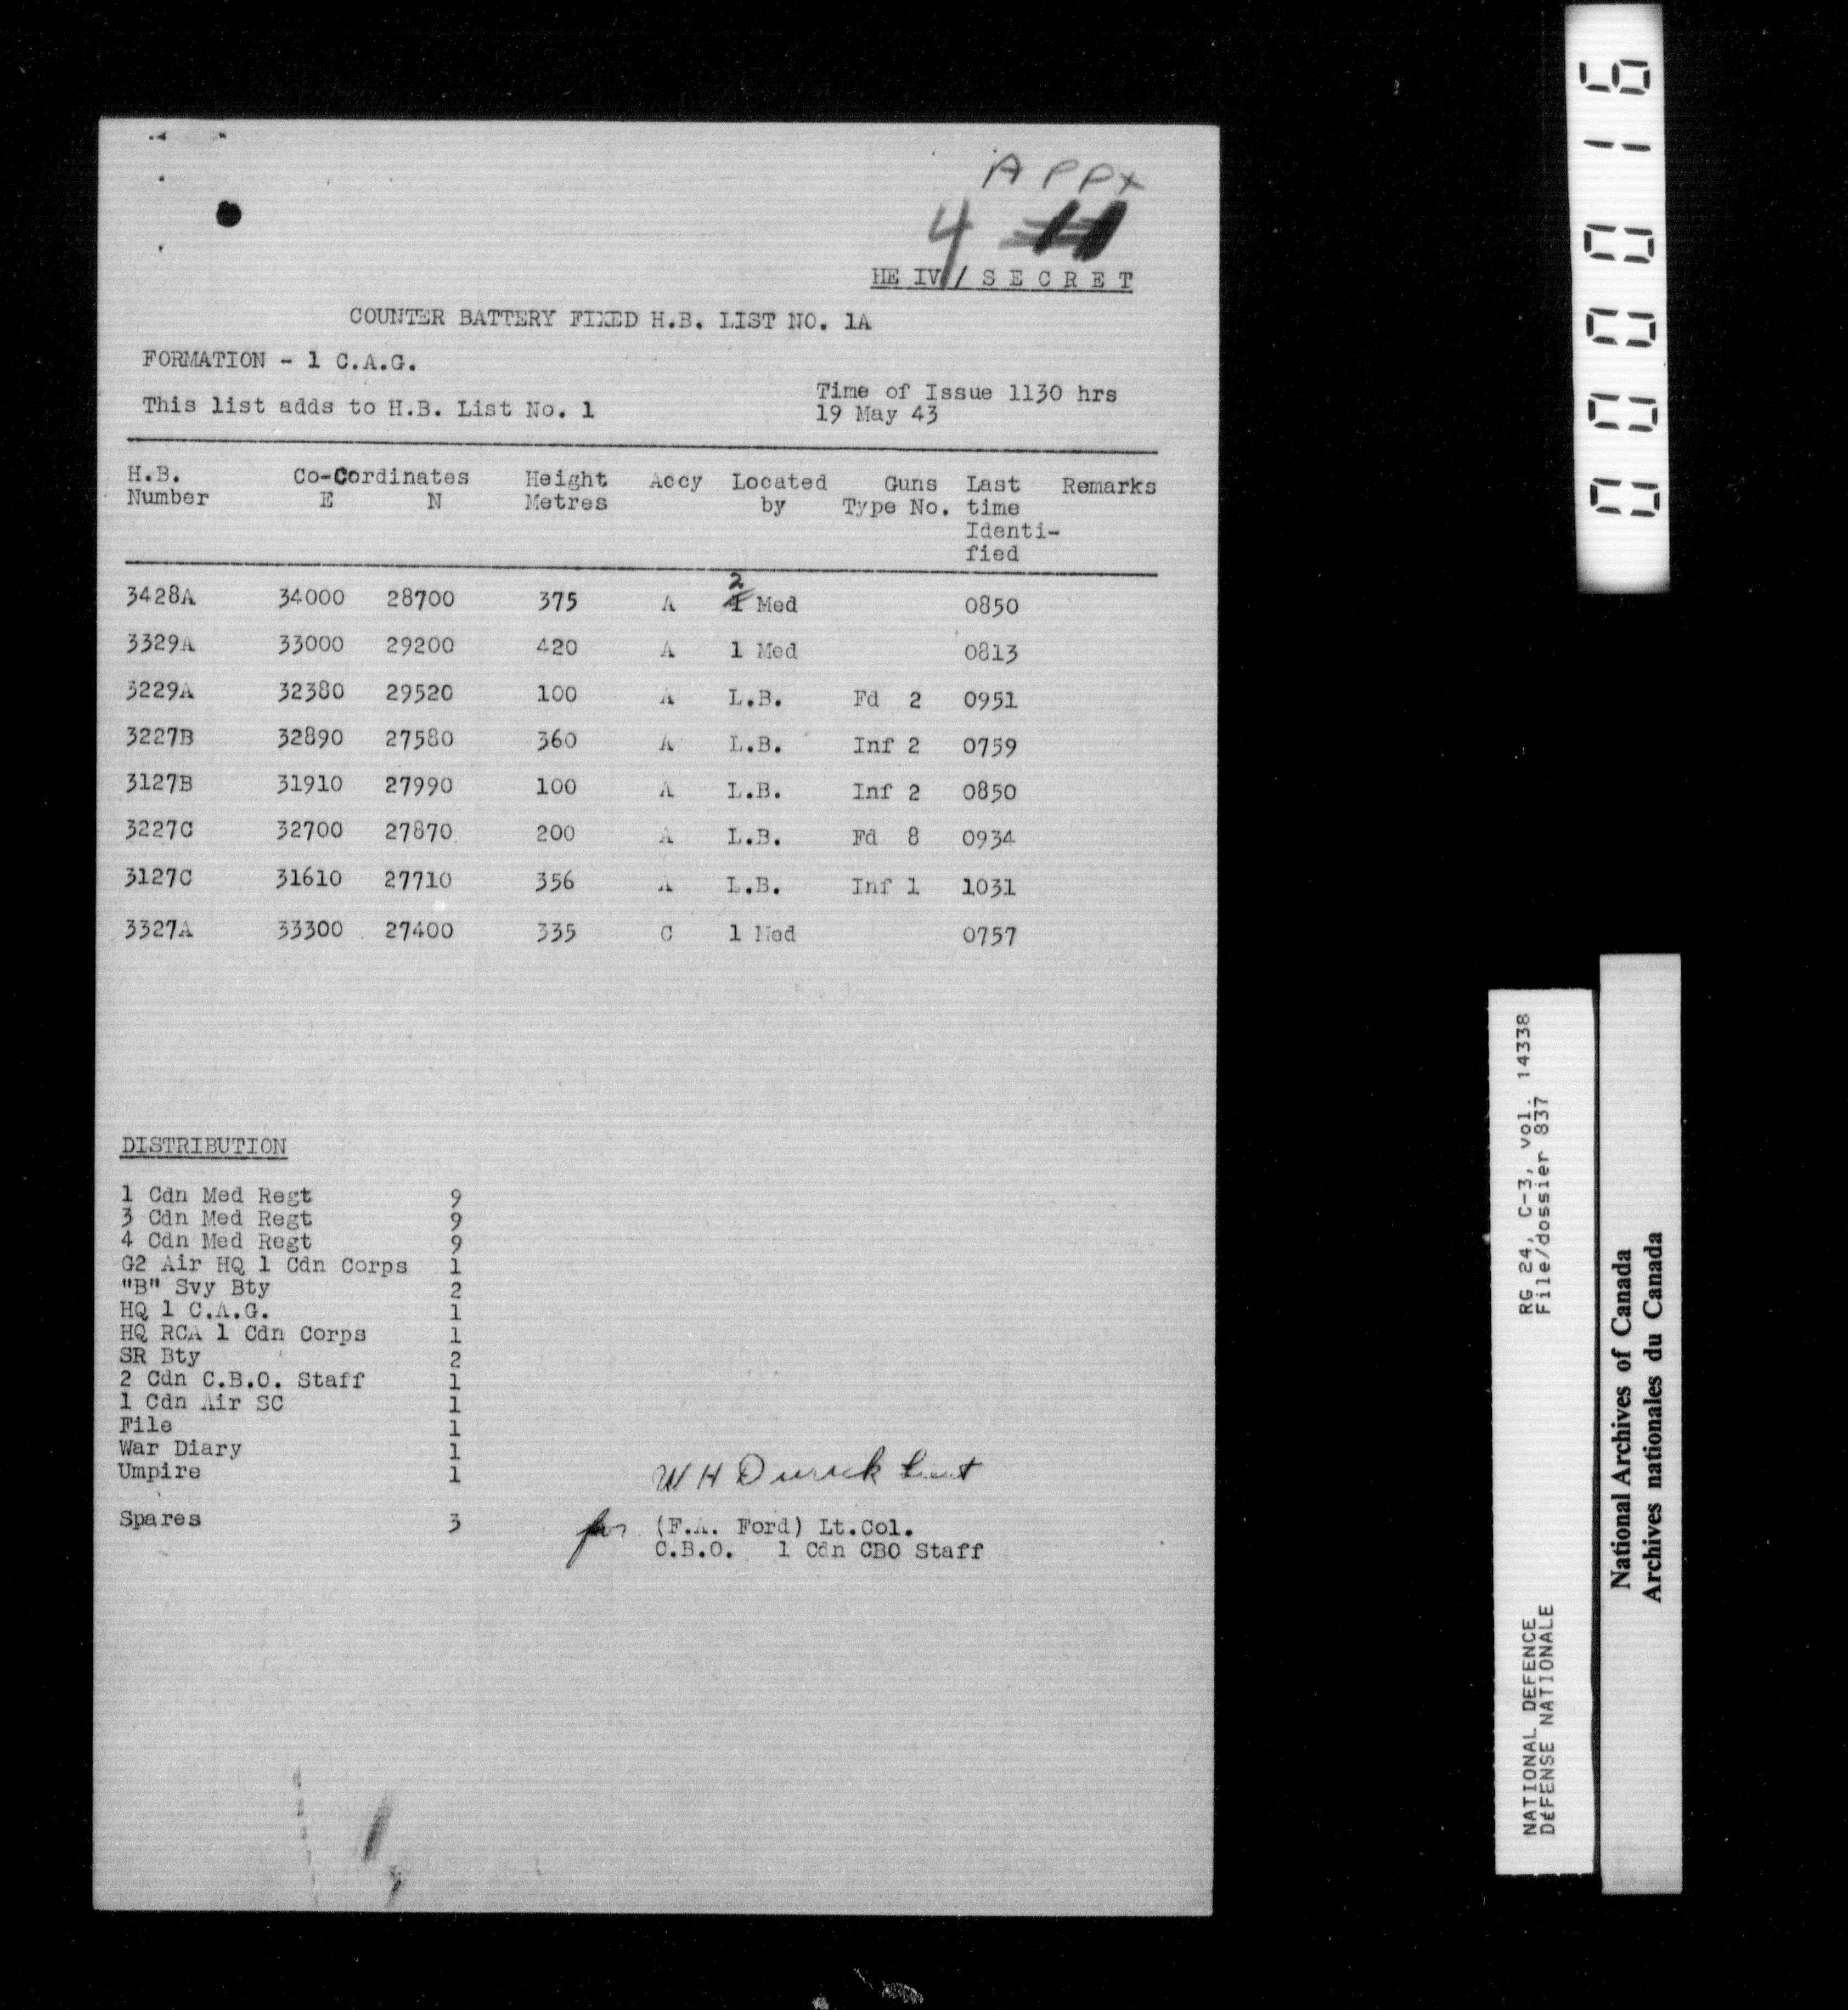 APPX
4
HE IV / S E C R E T
COUNTER BATTERY FIXED H.B. LIST NO. 1A
FORMATION - 1 C.A.G.
Time of Issue 1130 hrs
This list adds to H.B. List No. 1
19 May 43
H.B. Co-Cordinates Height Accy Located Guns Last Remarks
Number E N Metres by Type No. time
Identi-
fied
2
3428A 34000 28700 375 A Med 0850
3329A 33000 29200 420 A 1 Med 0813
3229A 32380 29520 100 A L.B. Fd 2 0951
3227B 32890 27580 360 A L.B. Inf 2 0759
3127B 31910 27990 100 A L.B. Inf 2 0850
3227C 32700 27870 200 A L.B. Fd 8 0934
3127C 31610 27710 356 A L.B. Inf 1 1031
3327A 33300 27400 335 C 1 Med 0757
DISTRIBUTION
1 Cdn Med Regt 9
3 Cdn Med Regt 9
4 Cdn Med Regt 9
G2 Air HQ 1 Cdn Corps 1
"B" Svy Bty 2
HQ 1 C.A.G. 1
HQ RCA 1 Cdn Corps 1
SR Bty 2
2 Cdn C.B.O. Staff 1
1 Cdn Air SC 1
File 1
War Diary 1
Umpire 1
Spares 3
W H
for (F.A. Ford) Lt.Col.
C.B.O. 1 Cdn CBO Staff
000016
RG 24, C-3, vol. 14338
File/dossier 837
NATIONAL DEFENCE
DÉFENSE NATIONALE
National Archives of Canada
Archives nationales du Canada